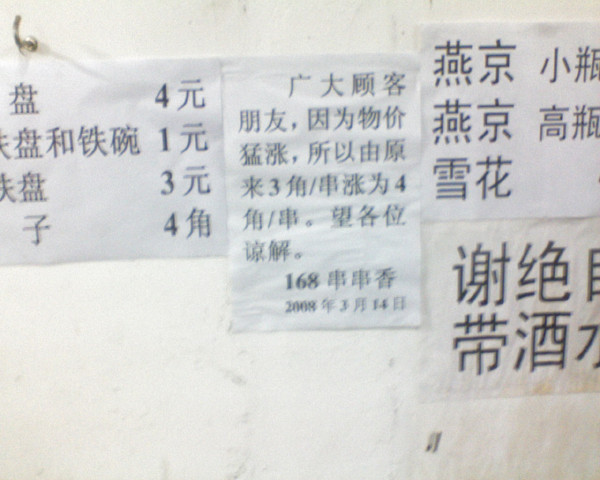 盘 4元
铁盘和铁碗 1元
铁盘 3元
子 4角
广大顾客
朋友，因为物价
猛涨，所以由原
来3角/串涨为4
角/串。望各位
谅解。
168 串串香
2008年3月14日
燕京 小瓶
燕京 高瓶
雪花
谢绝自
带酒水